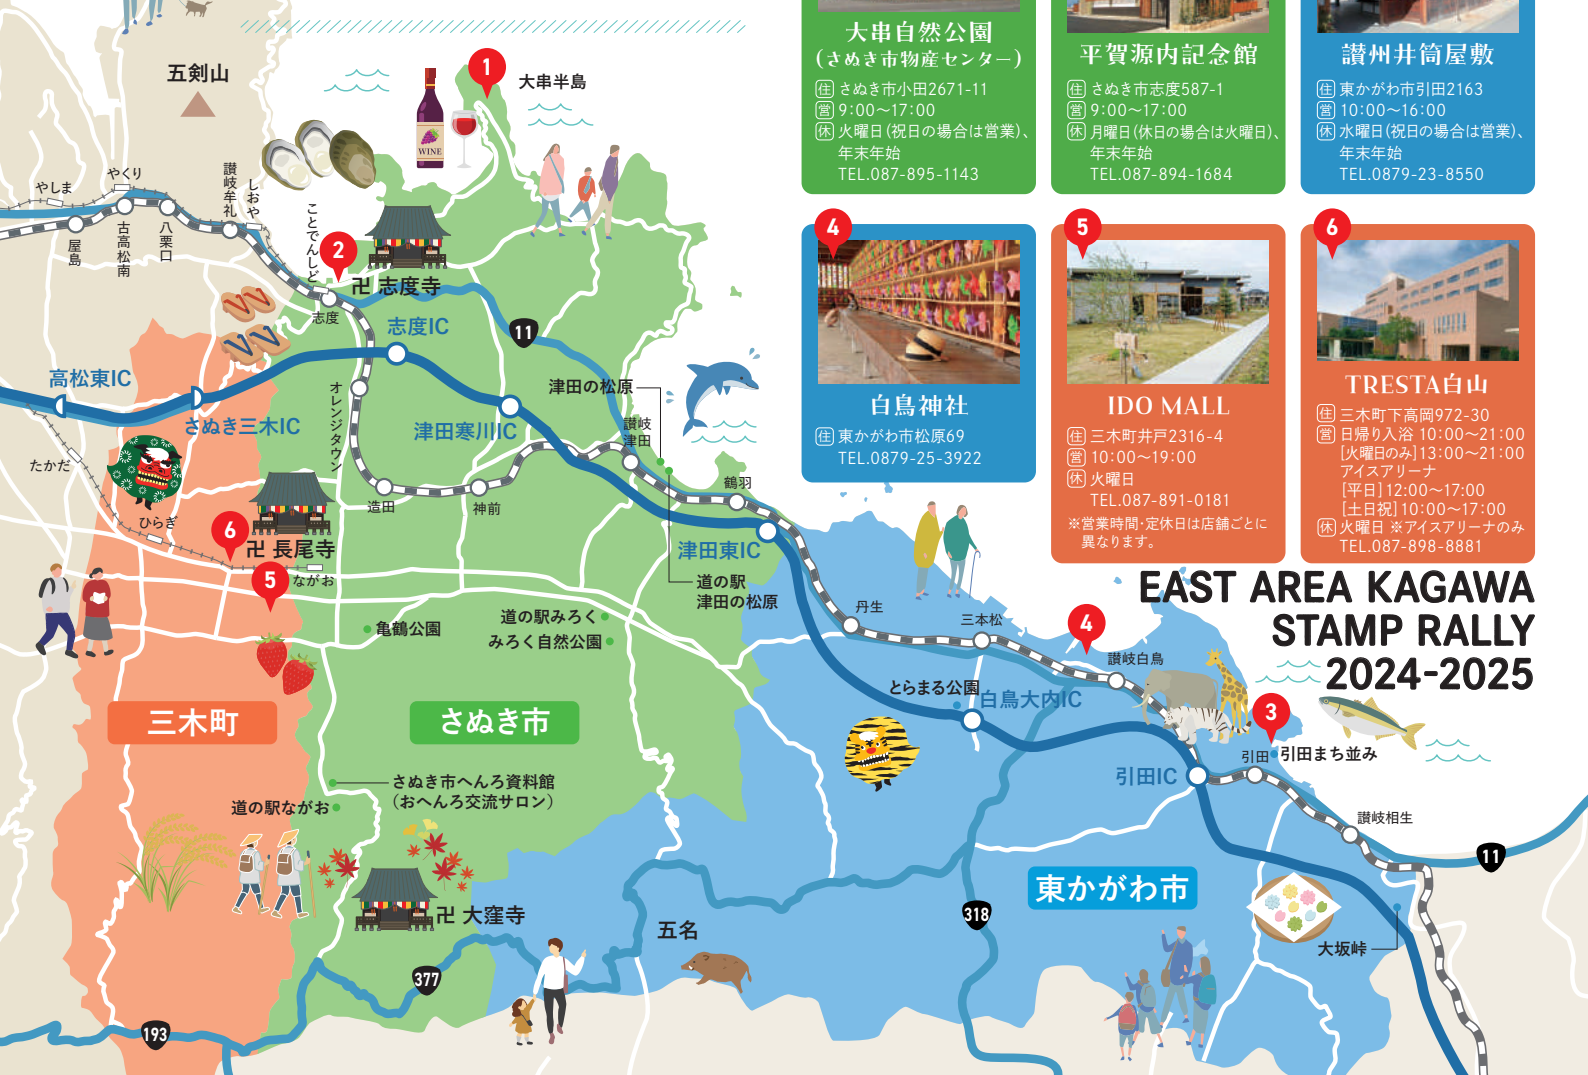 大串自然公園
(さぬき市物産センター)
住 さぬき市小田2671-11
営 9:00〜17:00
休 火曜日(祝日の場合は営業)、
年末年始
TEL.087-895-1143
平賀源内記念館
住 さぬき市志度587-1
営 9:00〜17:00
休 月曜日(休日の場合は火曜日)、
年末年始
TEL.087-894-1684
讃州井筒屋敷
住 東かがわ市引田2163
営 10:00〜16:00
休 水曜日(祝日の場合は営業)、
年末年始
TEL.0879-23-8550
4
白鳥神社
住 東かがわ市松原69
TEL.0879-25-3922
5
IDO MALL
住 三木町井戸2316-4
営 10:00〜19:00
休 火曜日
TEL.087-891-0181
※営業時間・定休日は店舗ごとに
異なります。
6
TRESTA白山
住 三木町下高岡972-30
営 日帰り入浴 10:00〜21:00
[火曜日のみ]13:00〜21:00
アイスアリーナ
[平日]12:00〜17:00
[土日祝]10:00〜17:00
休 火曜日 ※アイスアリーナのみ
TEL.087-898-8881
EAST AREA KAGAWA
STAMP RALLY
2024-2025
五剣山
1
大串半島
WINE
やしま
やくり
讃岐牟礼
しおや
ことでんしど
屋島
古高松南
八栗口
2
卍 志度寺
志度
志度IC
11
高松東IC
さぬき三木IC
オレンジタウン
津田寒川IC
津田の松原
讃岐
津田
たかだ
ひらぎ
6
卍 長尾寺
5
ながお
造田
神前
鶴羽
津田東IC
道の駅
津田の松原
道の駅みろく
みろく自然公園
亀鶴公園
丹生
三本松
4
讃岐白鳥
とらまる公園
白鳥大内IC
3
引田
引田まち並み
引田IC
讃岐相生
11
三木町
さぬき市
さぬき市へんろ資料館
(おへんろ交流サロン)
道の駅ながお
卍 大窪寺
五名
東かがわ市
318
大坂峠
377
193